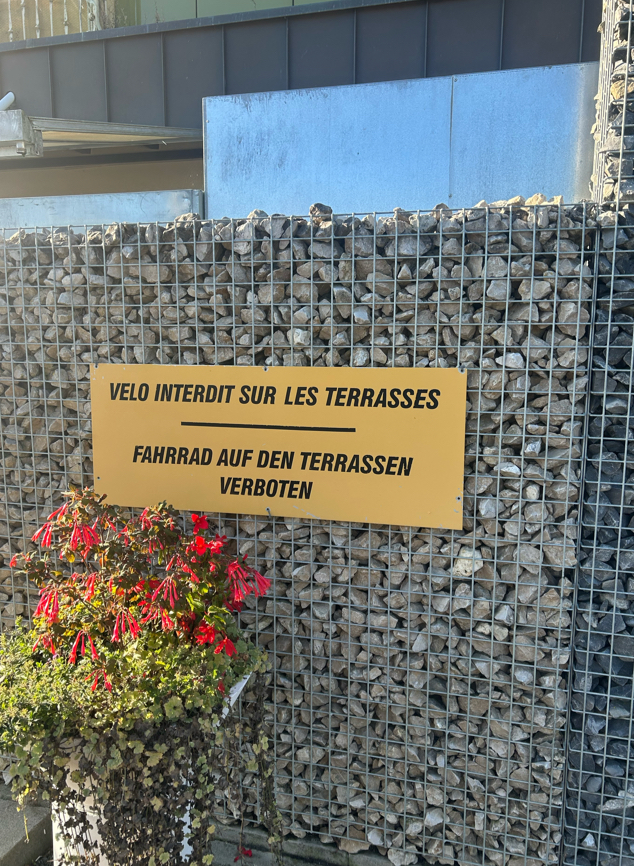 VELO INTERDIT SUR LES TERRASSES
FAHRRAD AUF DEN TERRASSEN
VERBOTEN